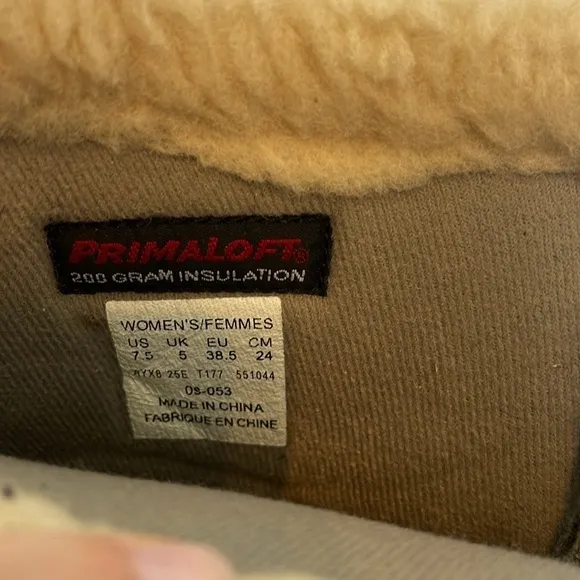 PRIMALOFT®
200 GRAM INSULATION
WOMEN'S/FEMMES
US UK EU CM
7.5 5 38.5 24
25E T177 551044
08-053
MADE IN CHINA
FABRIQUE EN CHINE